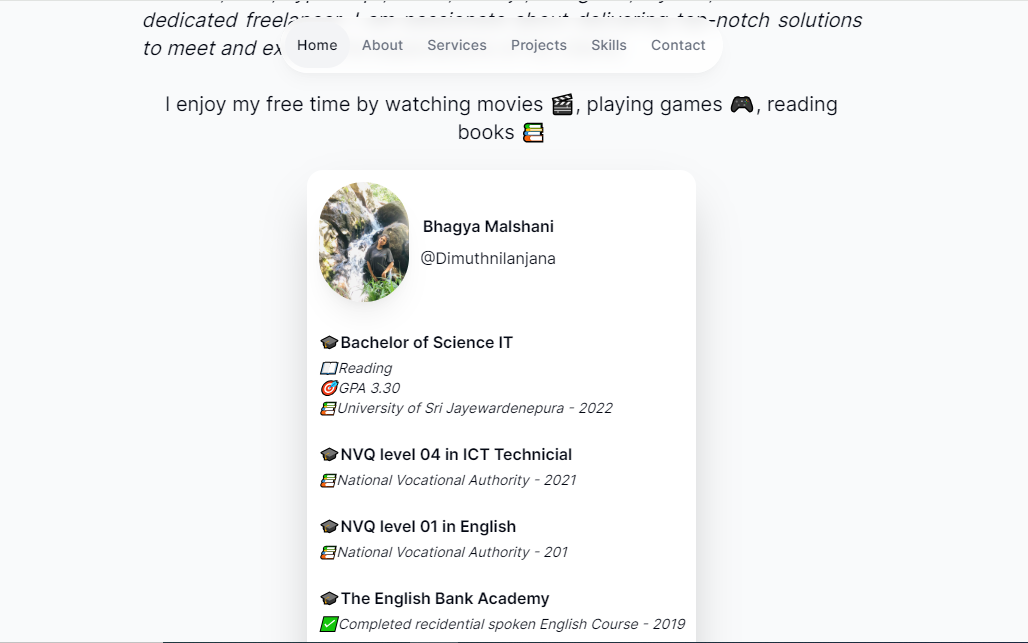 dedicated freelancer, I am passionate about delivering top-notch solutions
to meet and ex
Home About Services Projects Skills Contact
I enjoy my free time by watching movies 🎬, playing games 🎮, reading
books 📚
Bhagya Malshani
@Dimuthnilanjana
🎓Bachelor of Science IT
📖Reading
🎯GPA 3.30
📚University of Sri Jayewardenepura - 2022
🎓NVQ level 04 in ICT Technicial
📚National Vocational Authority - 2021
🎓NVQ level 01 in English
📚National Vocational Authority - 201
🎓The English Bank Academy
✅Completed recidential spoken English Course - 2019